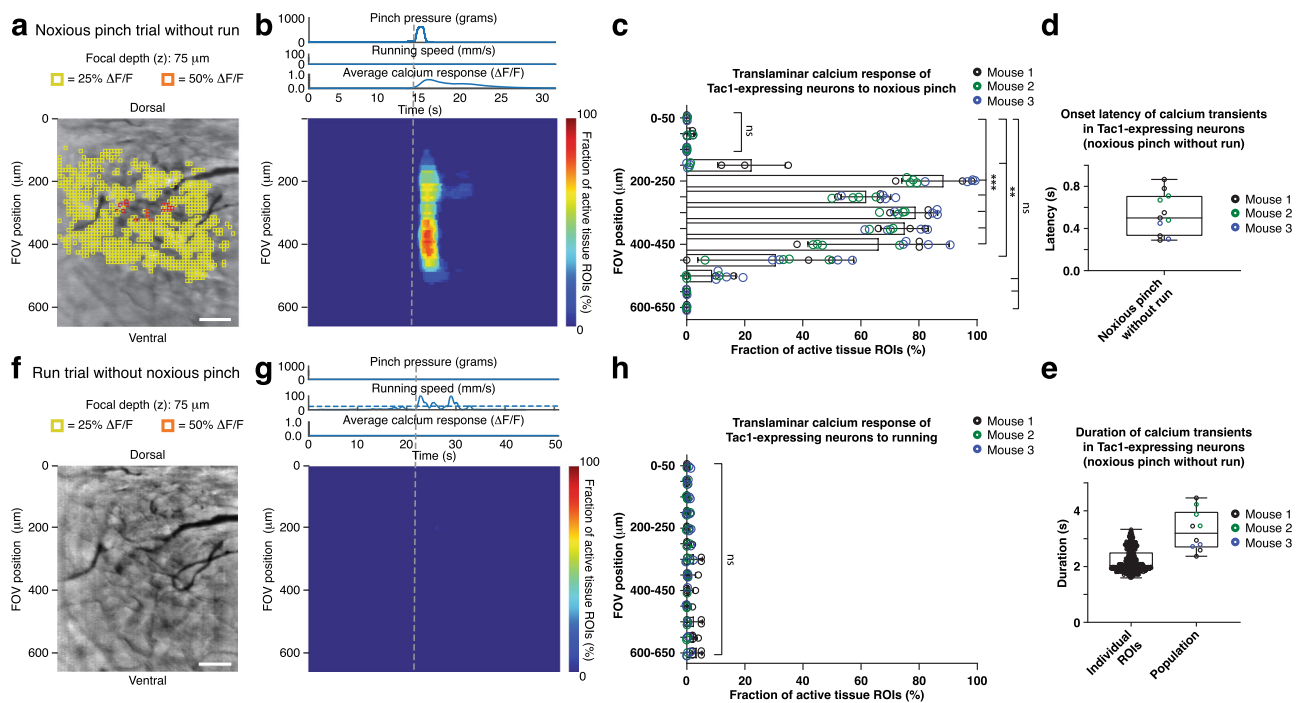 a Noxious pinch trial without run
Focal depth (z): 75 μm
= 25% ΔF/F = 50% ΔF/F
Dorsal
FOV position (μm)
200
400
600
Ventral
b
Pinch pressure (grams)
1000
0
Running speed (mm/s)
100
0
Average calcium response (ΔF/F)
1.0
0.0
0 5 10 15 20 25 30
Time (s)
FOV position (μm)
200
400
600
100
Fraction of active tissue ROIs (%)
0
c
Translaminar calcium response of
Tac1-expressing neurons to noxious pinch
Mouse 1
Mouse 2
Mouse 3
FOV position (μm)
0-50
200-250
400-450
600-650
ns
***
**
ns
0 20 40 60 80 100
Fraction of active tissue ROIs (%)
d
Onset latency of calcium transients
in Tac1-expressing neurons
(noxious pinch without run)
Latency (s)
0.8
0.4
0.0
Mouse 1
Mouse 2
Mouse 3
Noxious pinch
without run
f Run trial without noxious pinch
Focal depth (z): 75 μm
= 25% ΔF/F = 50% ΔF/F
Dorsal
FOV position (μm)
0
200
400
600
Ventral
g
Pinch pressure (grams)
1000
0
Running speed (mm/s)
100
0
Average calcium response (ΔF/F)
1.0
0.0
0 10 20 30 40 50
Time (s)
FOV position (μm)
0
200
400
600
100
Fraction of active tissue ROIs (%)
0
h
Translaminar calcium response of
Tac1-expressing neurons to running
Mouse 1
Mouse 2
Mouse 3
FOV position (μm)
0-50
200-250
400-450
600-650
ns
0 20 40 60 80 100
Fraction of active tissue ROIs (%)
e
Duration of calcium transients
in Tac1-expressing neurons
(noxious pinch without run)
Duration (s)
4
2
0
Mouse 1
Mouse 2
Mouse 3
Individual
ROIs
Population